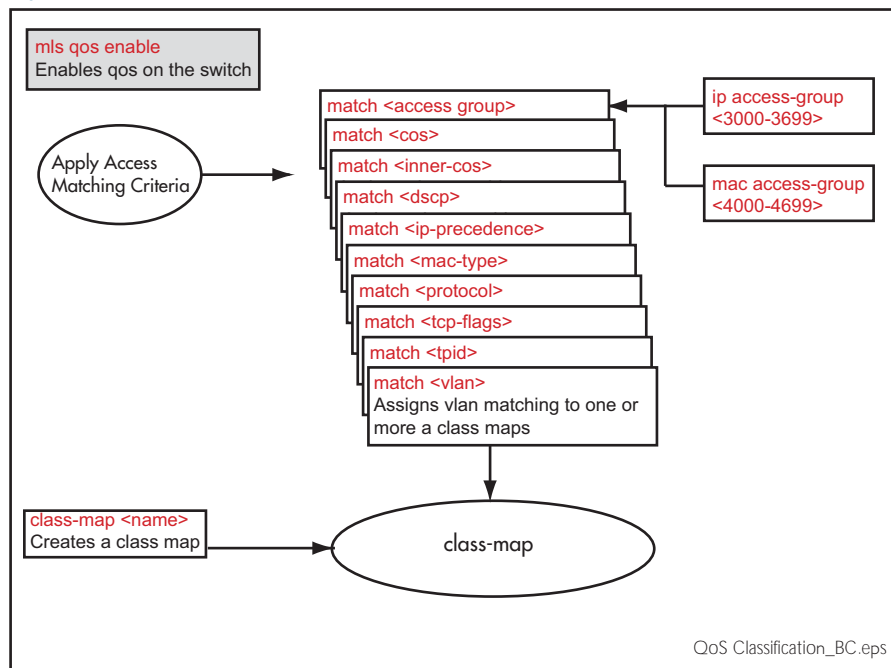 mls qos enable
Enables qos on the switch
match <access group>
ip access-group
<3000-3699>
match <cos>
Apply Access
Matching Criteria
match <inner-cos>
match <dscp>
mac access-group
<4000-4699>
match <ip-precedence>
match <mac-type>
match <protocol>
match <tcp-flags>
match <tpid>
match <vlan>
Assigns vlan matching to one or
more a class maps
class-map <name>
Creates a class map
class-map
QoS Classification_BC.eps